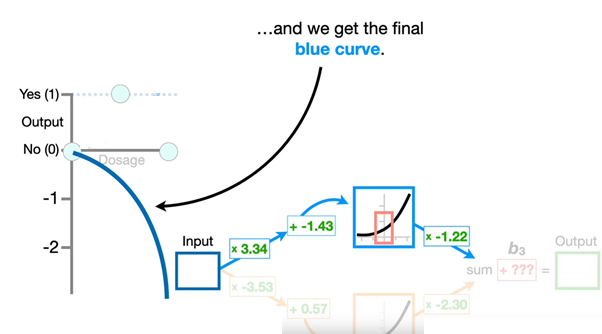 ...and we get the final
blue curve.
Yes (1)
Output
No (0)
Dosage
-1
-2
Input
x 3.34
+ -1.43
x -1.22
b3
Output
sum
+ ???
=
x -3.53
+ 0.57
x -2.30